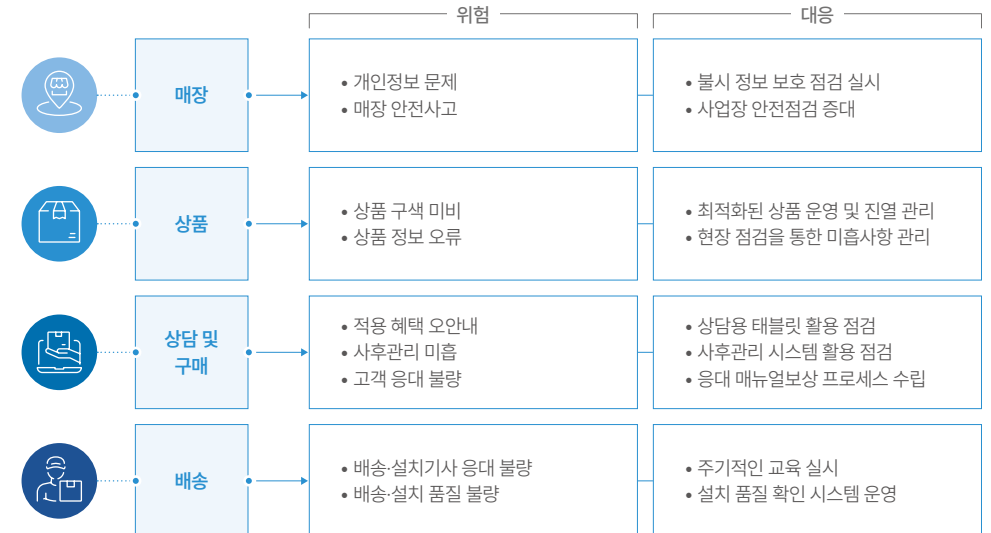 위험
대응
매장
• 개인정보 문제
• 매장 안전사고
• 불시 정보 보호 점검 실시
• 사업장 안전점검 증대
상품
• 상품 구색 미비
• 상품 정보 오류
• 최적화된 상품 운영 및 진열 관리
• 현장 점검을 통한 미흡사항 관리
상담 및
구매
• 적용 혜택 오안내
• 사후관리 미흡
• 고객 응대 불량
• 상담용 태블릿 활용 점검
• 사후관리 시스템 활용 점검
• 응대 매뉴얼보상 프로세스 수립
배송
• 배송·설치기사 응대 불량
• 배송·설치 품질 불량
• 주기적인 교육 실시
• 설치 품질 확인 시스템 운영